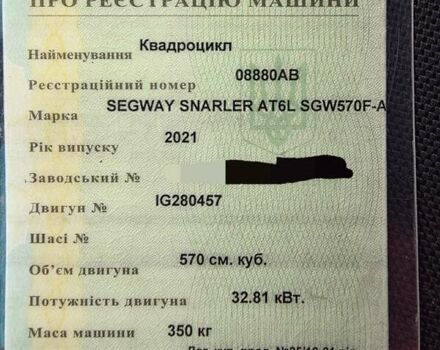 ПРО РЕЄСТРАЦІЮ МАШИНИ
Найменування Квадроцикл
Реєстраційний номер 08880АВ
Марка SEGWAY SNARLER AT6L SGW570F-A
Рік випуску 2021
Заводський №
Двигун № IG280457
Шасі №
Об'єм двигуна 570 см. куб.
Потужність двигуна 32.81 кВт.
Маса машини 350 кг